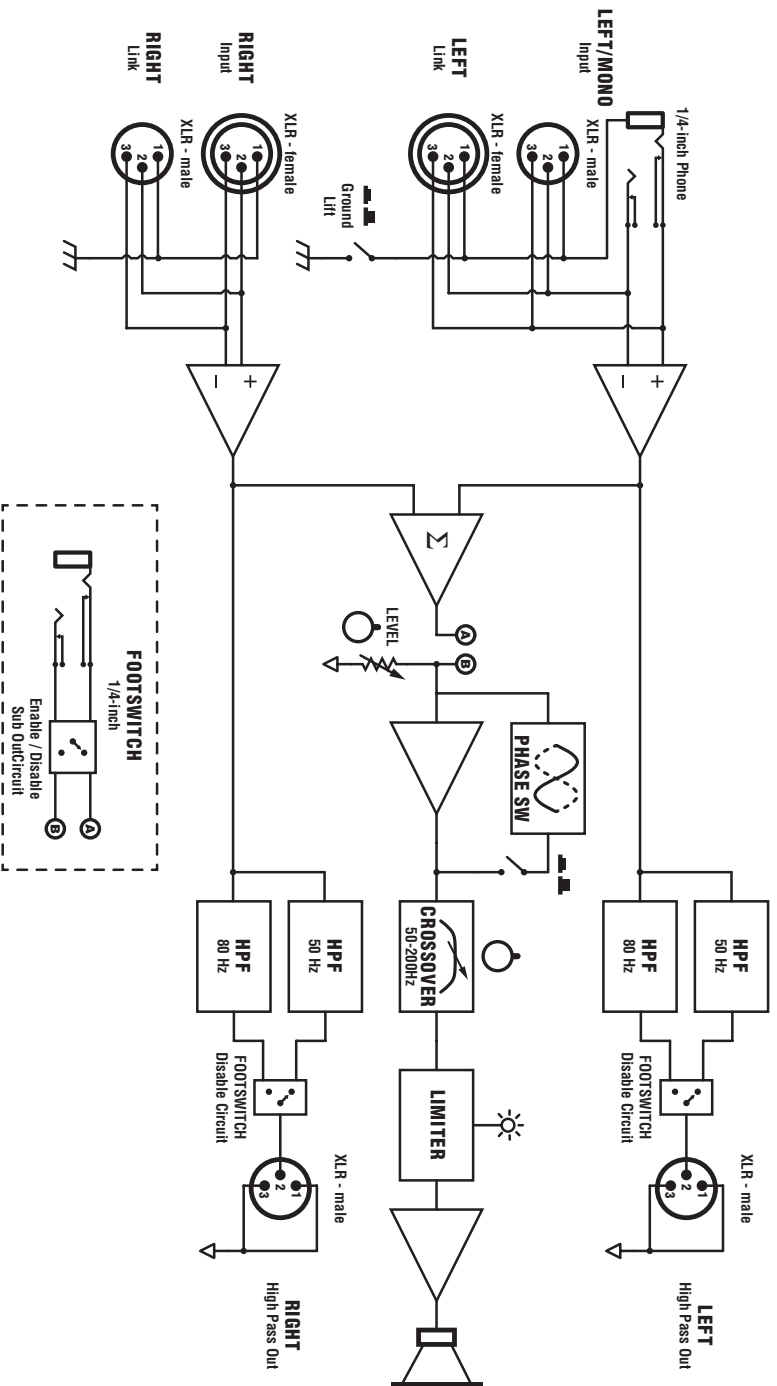 LEFT/MONO
Input
1/4-inch Phone
XLR - male
1
2
3
LEFT
Link
XLR - female
1
2
3
Ground
Lift
RIGHT
Input
XLR - female
1
2
3
RIGHT
Link
XLR - male
1
2
3
+
−
+
−
Σ
A
B
LEVEL
PHASE SW
CROSSOVER
50-200Hz
LIMITER
HPF
50 Hz
HPF
80 Hz
FOOTSWITCH
Disable Circuit
XLR - male
1
2
3
LEFT
High Pass Out
HPF
50 Hz
HPF
80 Hz
FOOTSWITCH
Disable Circuit
XLR - male
1
2
3
RIGHT
High Pass Out
FOOTSWITCH
1/4-inch
Enable / Disable
Sub OutCircuit
A
B